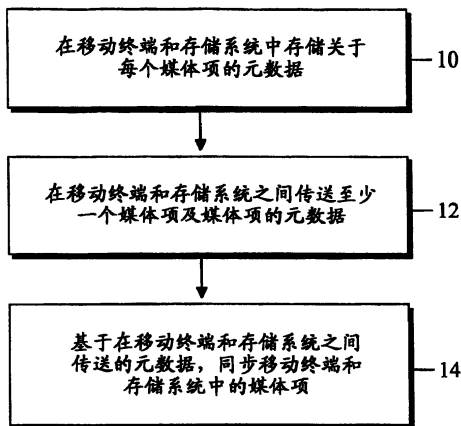 在移动终端和存储系统中存储关于
每个媒体项的元数据
10
在移动终端和存储系统之间传送至少
一个媒体项及媒体项的元数据
12
基于在移动终端和存储系统之间
传送的元数据，同步移动终端和
存储系统中的媒体项
14